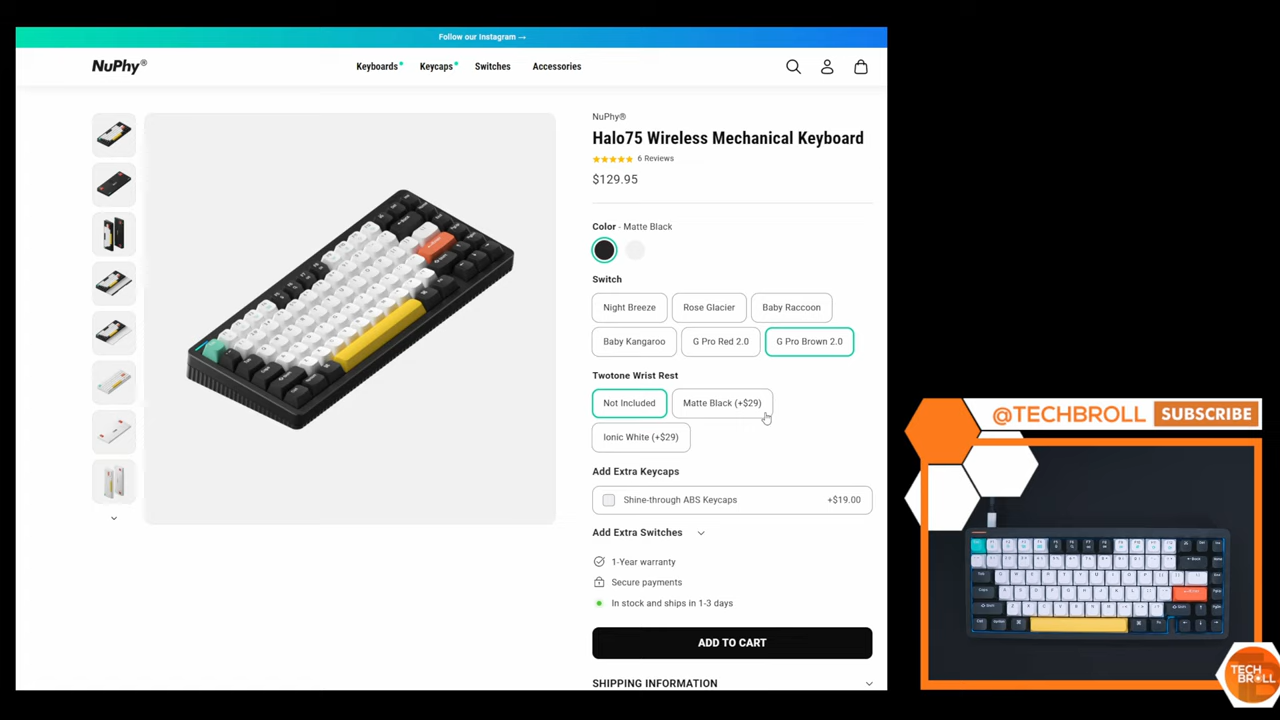 Follow our Instagram →
NuPhy®
Keyboards
Keycaps
Switches
Accessories
NuPhy®
Halo75 Wireless Mechanical Keyboard
6 Reviews
$129.95
Color - Matte Black
Switch
Night Breeze
Rose Glacier
Baby Raccoon
Baby Kangaroo
G Pro Red 2.0
G Pro Brown 2.0
Twotone Wrist Rest
Not Included
Matte Black (+$29)
Ionic White (+$29)
Add Extra Keycaps
Shine-through ABS Keycaps
+$19.00
Add Extra Switches
1-Year warranty
Secure payments
In stock and ships in 1-3 days
ADD TO CART
SHIPPING INFORMATION
@TECHBROLL
SUBSCRIBE
TECH
BROLL